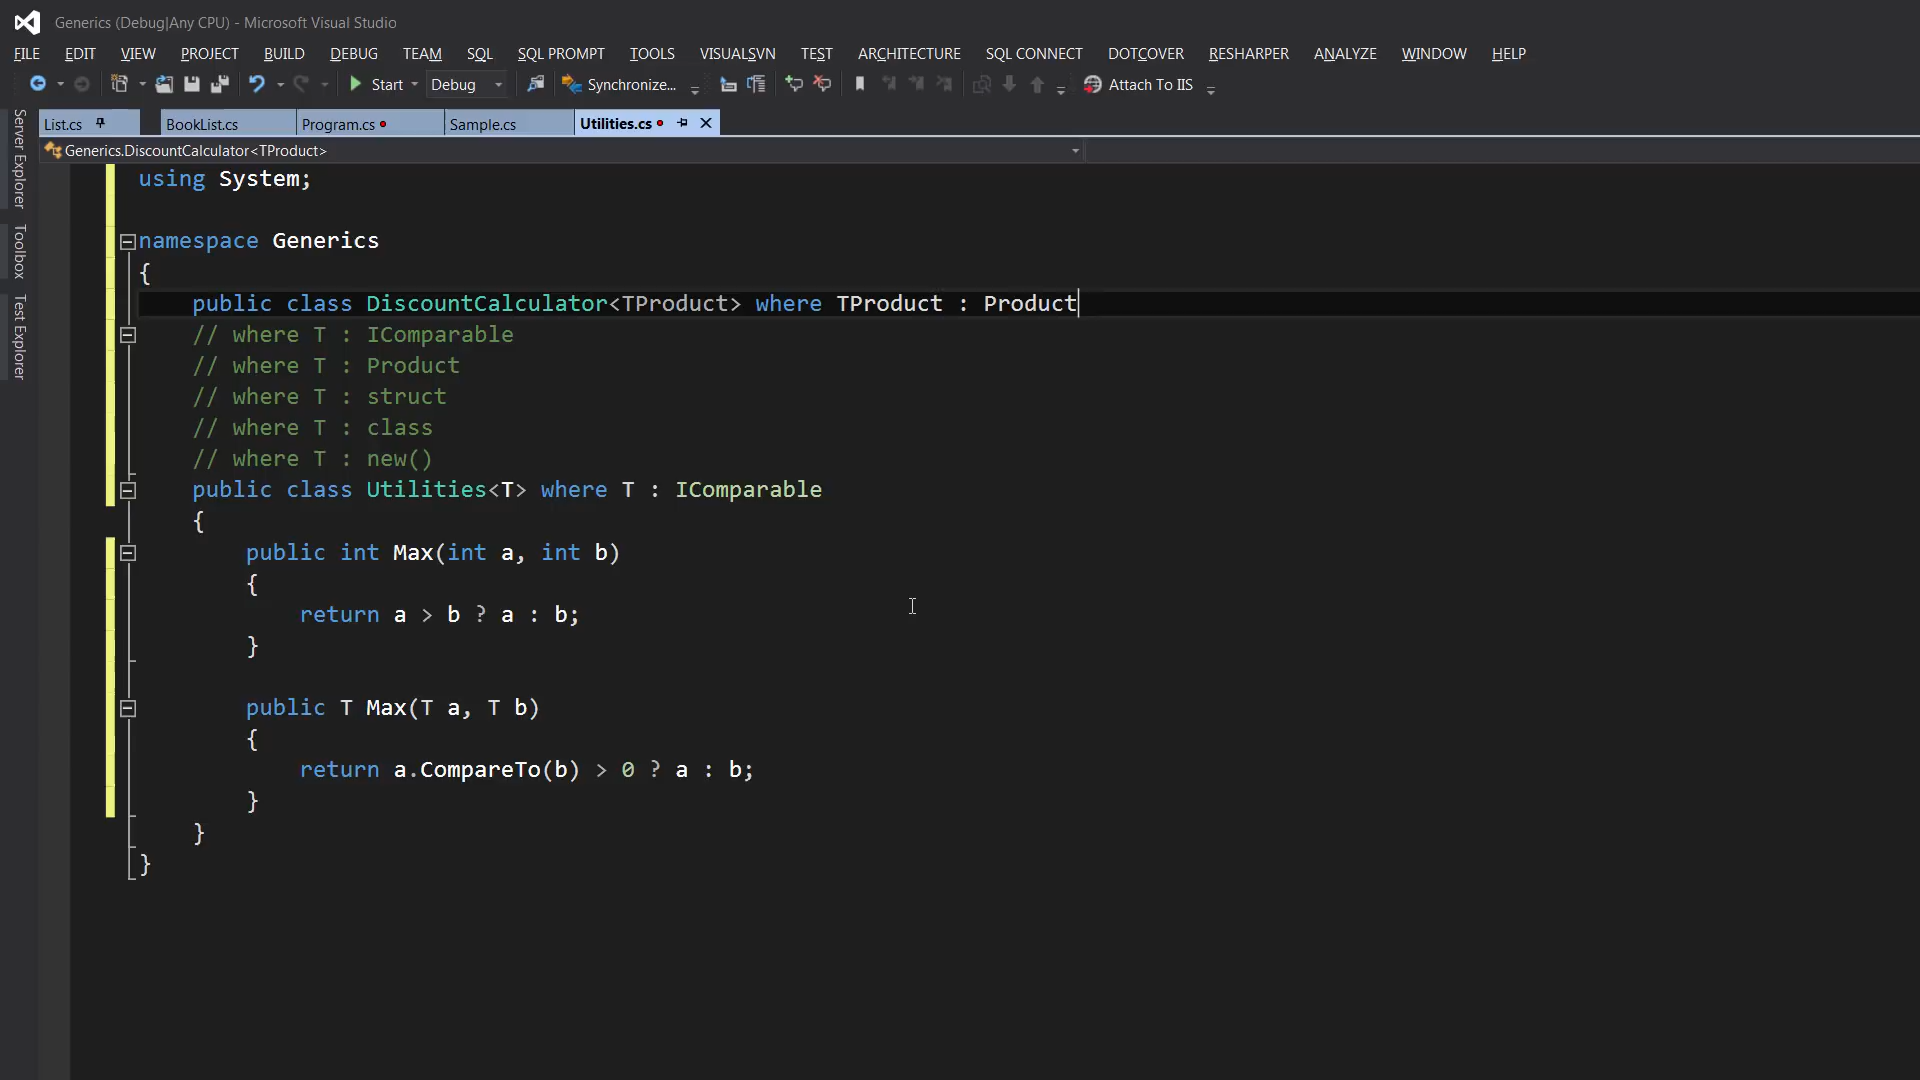 Generics (Debug|Any CPU) - Microsoft Visual Studio
FILE EDIT VIEW PROJECT BUILD DEBUG TEAM SQL SQL PROMPT TOOLS VISUALSVN TEST ARCHITECTURE SQL CONNECT DOTCOVER RESHARPER ANALYZE WINDOW HELP
Start Debug Synchronize... Attach To IIS
List.cs BookList.cs Program.cs Sample.cs Utilities.cs
Generics.DiscountCalculator<TProduct>
Server Explorer
Toolbox
Test Explorer
using System;
namespace Generics
{
public class DiscountCalculator<TProduct> where TProduct : Product
// where T : IComparable
// where T : Product
// where T : struct
// where T : class
// where T : new()
public class Utilities<T> where T : IComparable
{
public int Max(int a, int b)
{
return a > b ? a : b;
}
public T Max(T a, T b)
{
return a.CompareTo(b) > 0 ? a : b;
}
}
}